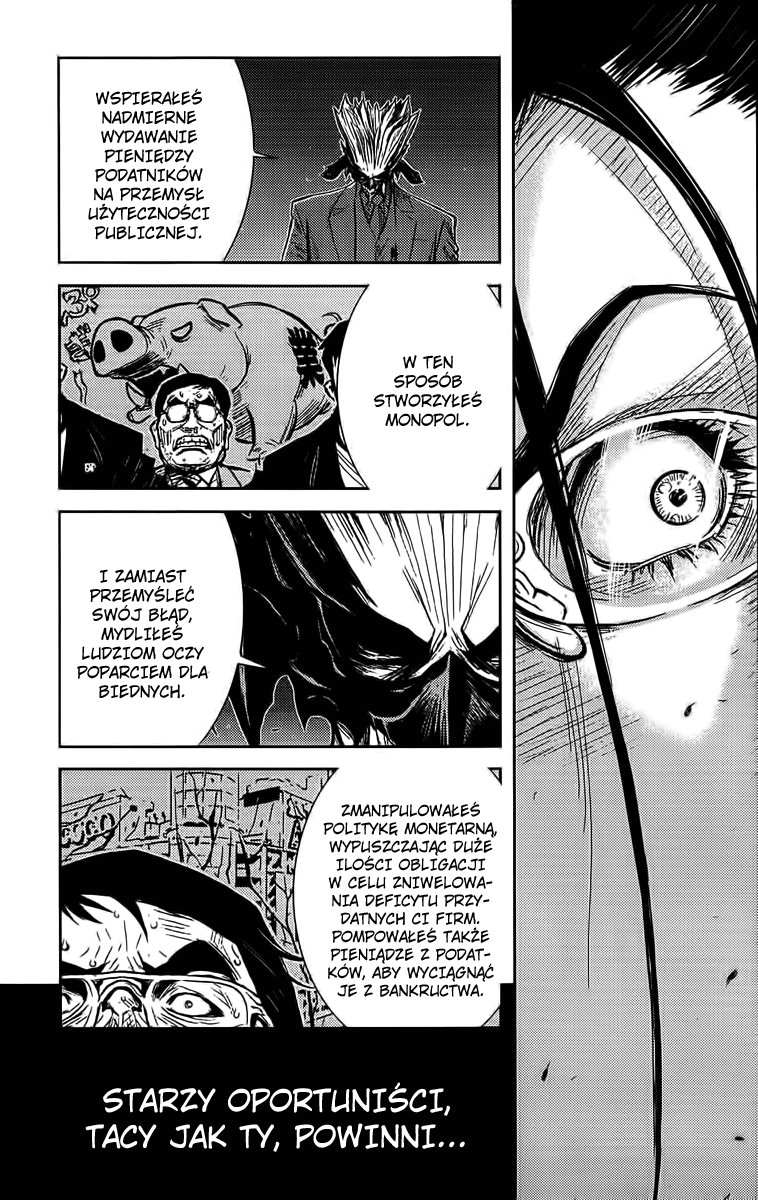 WSPIERAŁEŚ
NADMIERNE
WYDAWANIE
PIENIĘDZY
PODATNIKÓW
NA PRZEMYSŁ
UŻYTECZNOŚCI
PUBLICZNEJ.
W TEN
SPOSÓB
STWORZYŁEŚ
MONOPOL.
I ZAMIAST
PRZEMYŚLEĆ
SWÓJ BŁĄD,
MYDLIŁEŚ
LUDZIOM OCZY
POPARCIEM DLA
BIEDNYCH.
ZMANIPULOWAŁEŚ
POLITYKĘ MONETARNĄ,
WYPUSZCZAJĄC DUŻE
ILOŚCI OBLIGACJI
W CELU ZNIWELOWA-
NIA DEFICYTU PRZY-
DATNYCH CI FIRM.
POMPOWAŁEŚ TAKŻE
PIENIĄDZE Z PODAT-
KÓW, ABY WYCIĄGNĄĆ
JE Z BANKRUCTWA.
STARZY OPORTUNIŚCI,
TACY JAK TY, POWINNI...